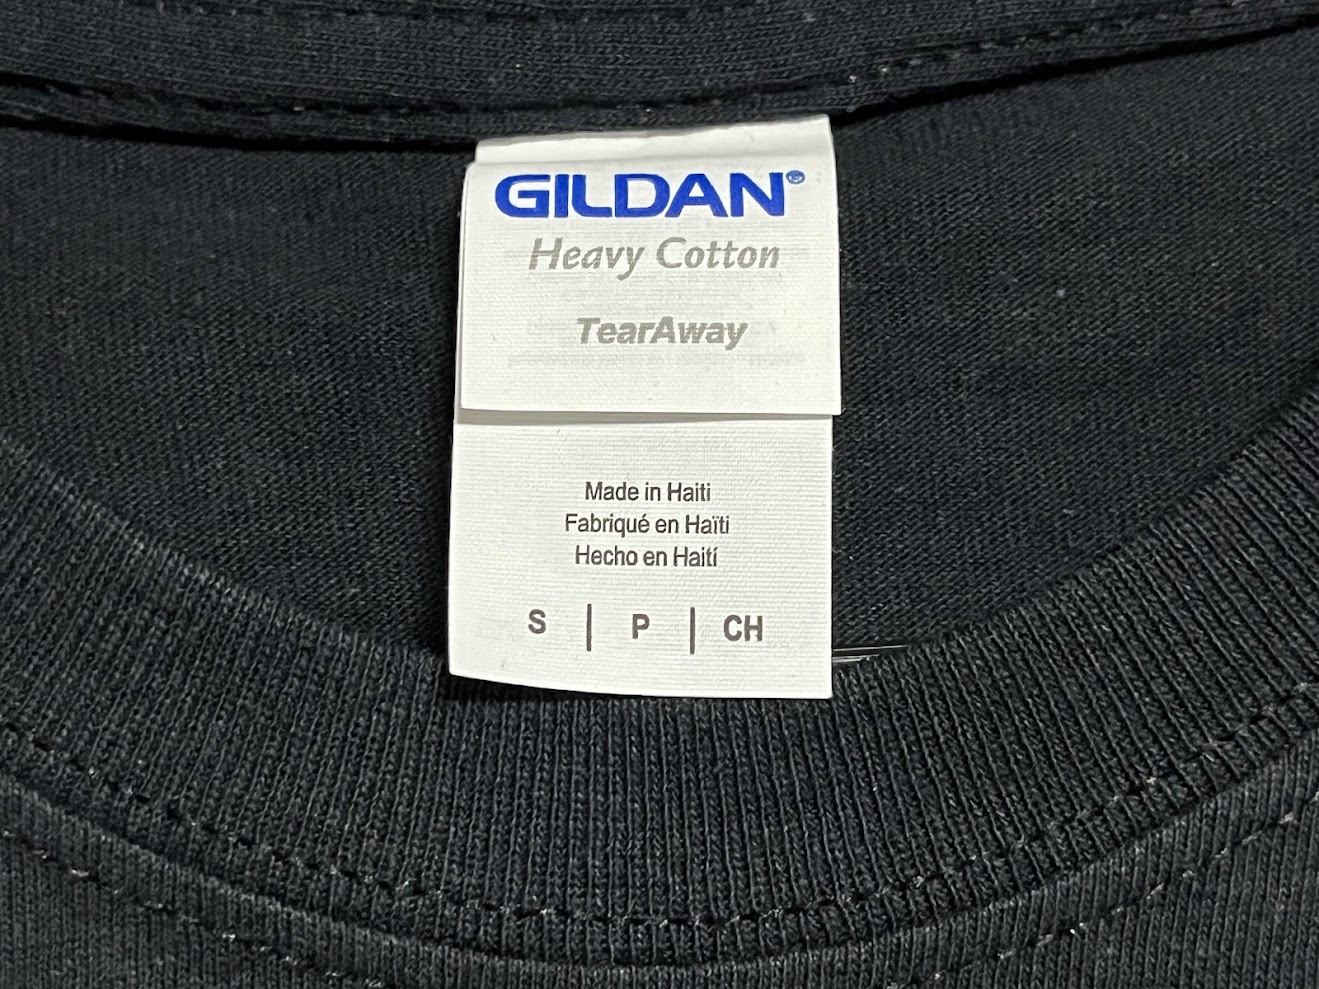 GILDAN®
Heavy Cotton
TearAway
Made in Haiti
Fabriqué en Haïti
Hecho en Haití
S | P | CH